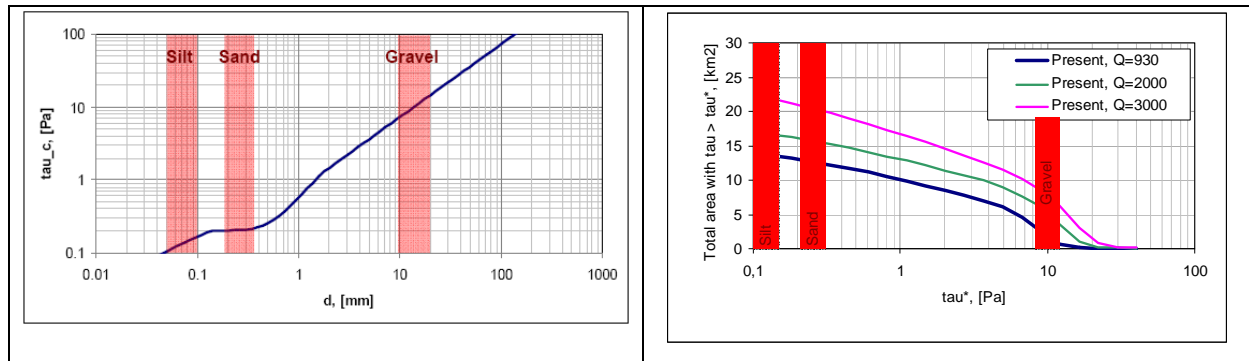 100
10
1
0.1
tau_c, [Pa]
Silt
Sand
Gravel
0.01
0.1
1
10
100
1000
d, [mm]
30
25
20
15
10
5
0
Total area with tau > tau*, [km2]
Present, Q=930
Present, Q=2000
Present, Q=3000
Silt
Sand
Gravel
0,1
1
10
100
tau*, [Pa]